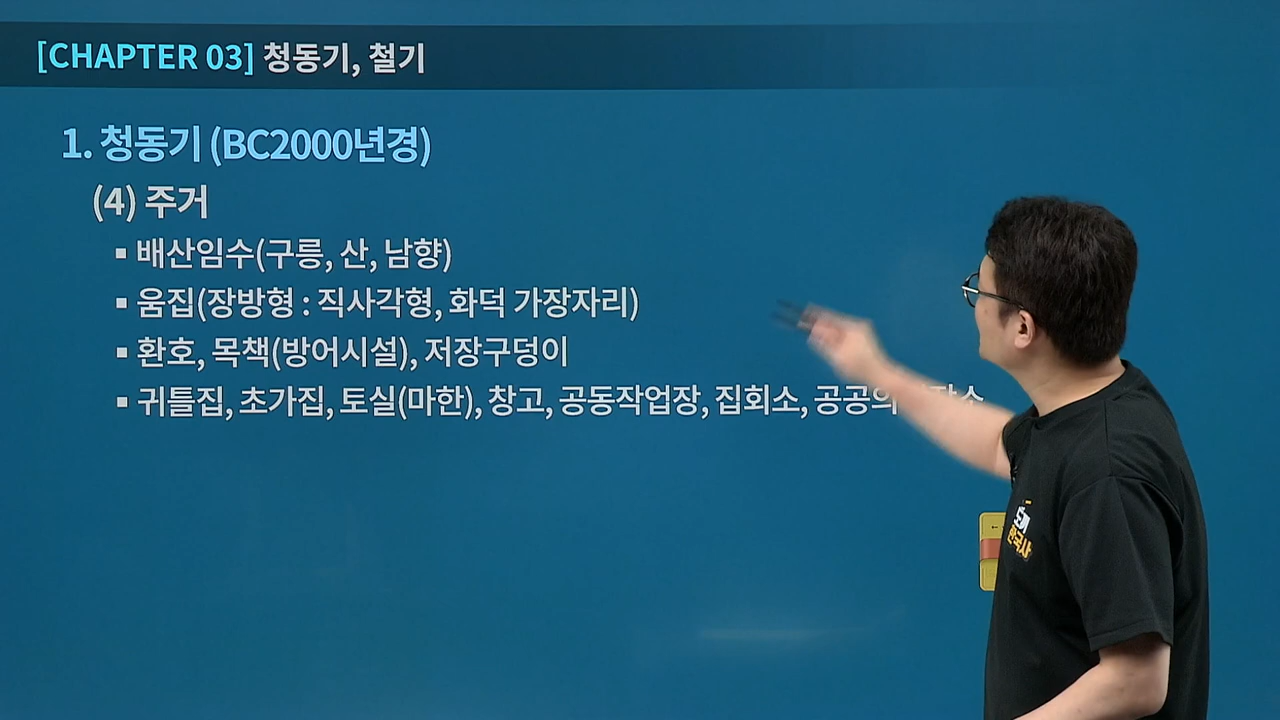 [CHAPTER 03] 청동기, 철기
1. 청동기 (BC2000년경)
(4) 주거
▪ 배산임수(구릉, 산, 남향)
▪ 움집(장방형 : 직사각형, 화덕 가장자리)
▪ 환호, 목책(방어시설), 저장구덩이
▪ 귀틀집, 초가집, 토실(마한), 창고, 공동작업장, 집회소, 공공의
한국사